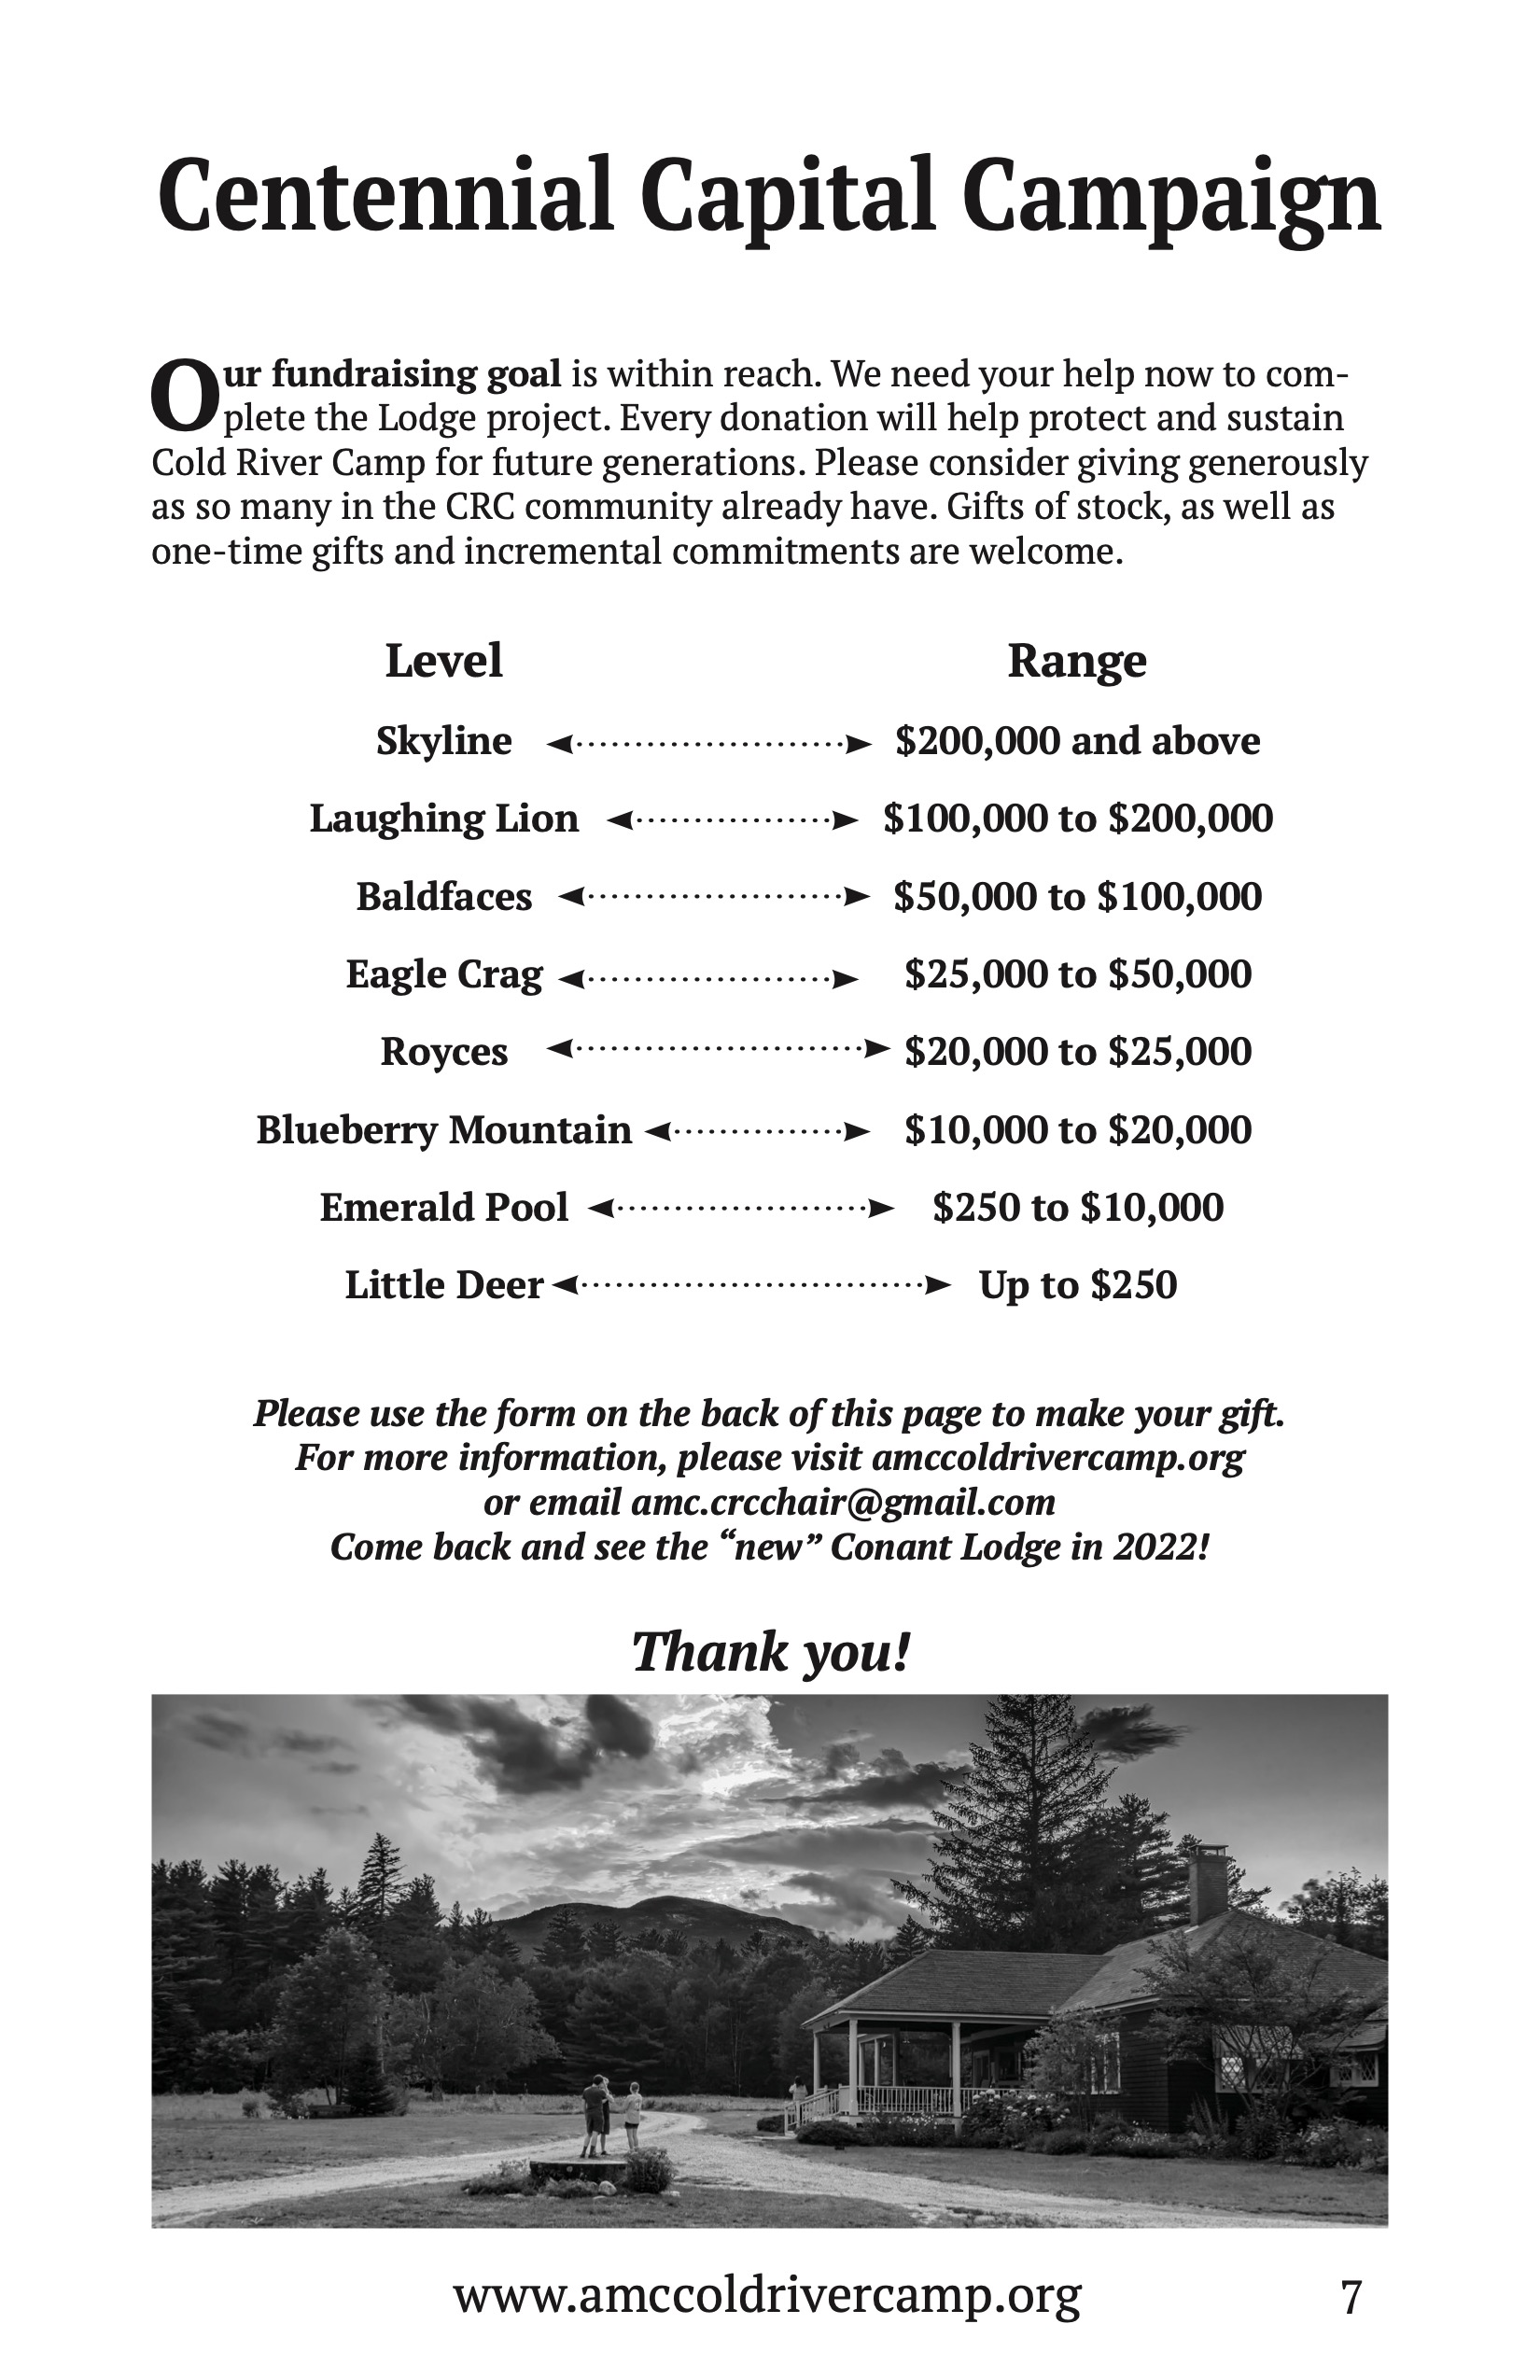 Centennial Capital Campaign
Our fundraising goal is within reach. We need your help now to com-
plete the Lodge project. Every donation will help protect and sustain
Cold River Camp for future generations. Please consider giving generously
as so many in the CRC community already have. Gifts of stock, as well as
one-time gifts and incremental commitments are welcome.
Level Range
Skyline $200,000 and above
Laughing Lion $100,000 to $200,000
Baldfaces $50,000 to $100,000
Eagle Crag $25,000 to $50,000
Royces $20,000 to $25,000
Blueberry Mountain $10,000 to $20,000
Emerald Pool $250 to $10,000
Little Deer Up to $250
Please use the form on the back of this page to make your gift.
For more information, please visit amccoldrivercamp.org
or email amc.crcchair@gmail.com
Come back and see the “new” Conant Lodge in 2022!
Thank you!
www.amccoldrivercamp.org 7